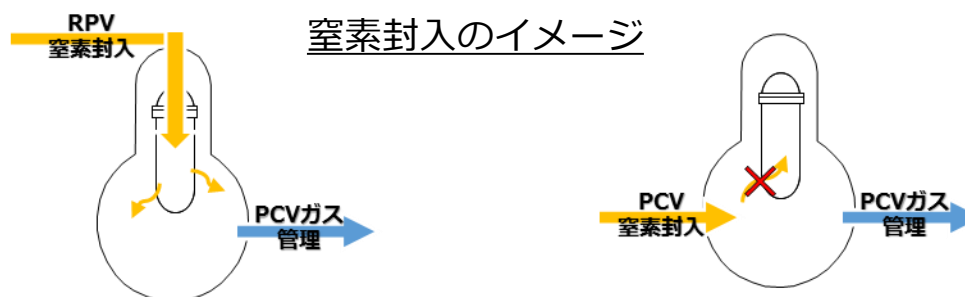 窒素封入のイメージ
RPV
窒素封入
PCVガス
管理
PCV
窒素封入
PCVガス
管理